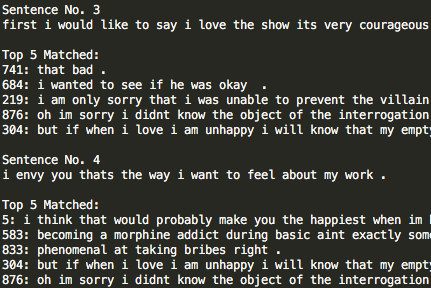 Sentence No. 3
first i would like to say i love the show its very courageous
Top 5 Matched:
741: that bad .
684: i wanted to see if he was okay  .
219: i am only sorry that i was unable to prevent the villain
876: oh im sorry i didnt know the object of the interrogation
304: but if when i love i am unhappy i will know that my empty
Sentence No. 4
i envy you thats the way i want to feel about my work .
Top 5 Matched:
5: i think that would probably make you the happiest when im
583: becoming a morphine addict during basic aint exactly som
833: phenomenal at taking bribes right .
304: but if when i love i am unhappy i will know that my empty
876: oh im sorry i didnt know the object of the interrogation